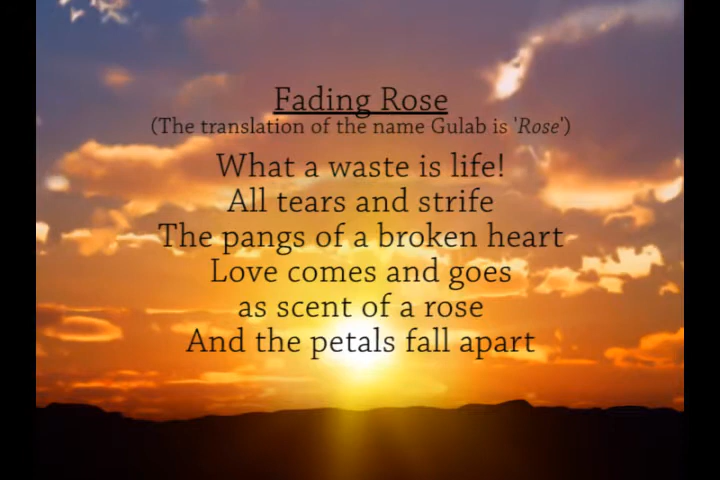 Fading Rose
(The translation of the name Gulab is 'Rose')
What a waste is life!
All tears and strife
The pangs of a broken heart
Love comes and goes
as scent of a rose
And the petals fall apart